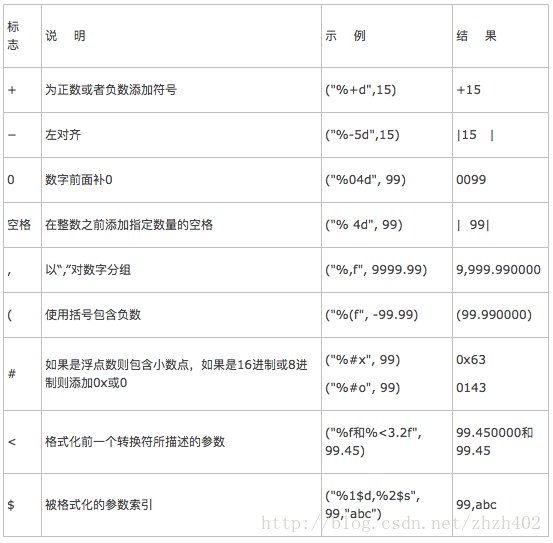 标志 说 明 示 例 结 果
+ 为正数或者负数添加符号 ("%+d",15) +15
− 左对齐 ("%-5d",15) |15 |
0 数字前面补0 ("%04d", 99) 0099
空格 在整数之前添加指定数量的空格 ("% 4d", 99) | 99|
, 以“,”对数字分组 ("%,f", 9999.99) 9,999.990000
( 使用括号包含负数 ("%(f", -99.99) (99.990000)
# 如果是浮点数则包含小数点，如果是16进制或8进制则添加0x或0 ("%#x", 99) 0x63
("%#o", 99) 0143
< 格式化前一个转换符所描述的参数 ("%f和%<3.2f", 99.45) 99.450000和99.45
$ 被格式化的参数索引 ("%1$d,%2$s", 99,"abc") 99,abc
http://blog.csdn.net/zhzh402